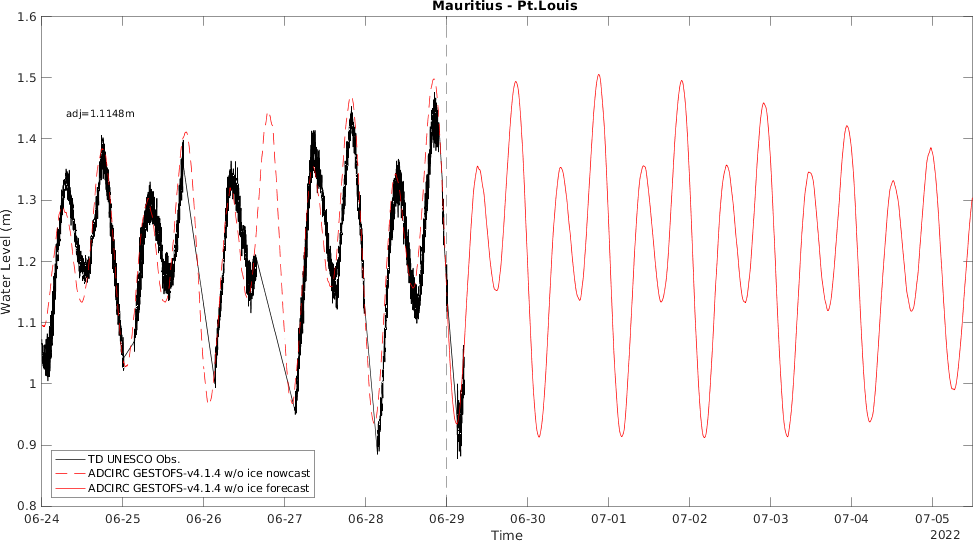 Mauritius - Pt.Louis
1.6
1.5
1.4
1.3
1.2
1.1
1
0.9
0.8
Water Level (m)
adj=1.1148m
TD UNESCO Obs.
ADCIRC GESTOFS-v4.1.4 w/o ice nowcast
ADCIRC GESTOFS-v4.1.4 w/o ice forecast
06-24 06-25 06-26 06-27 06-28 06-29 06-30 07-01 07-02 07-03 07-04 07-05
Time
2022